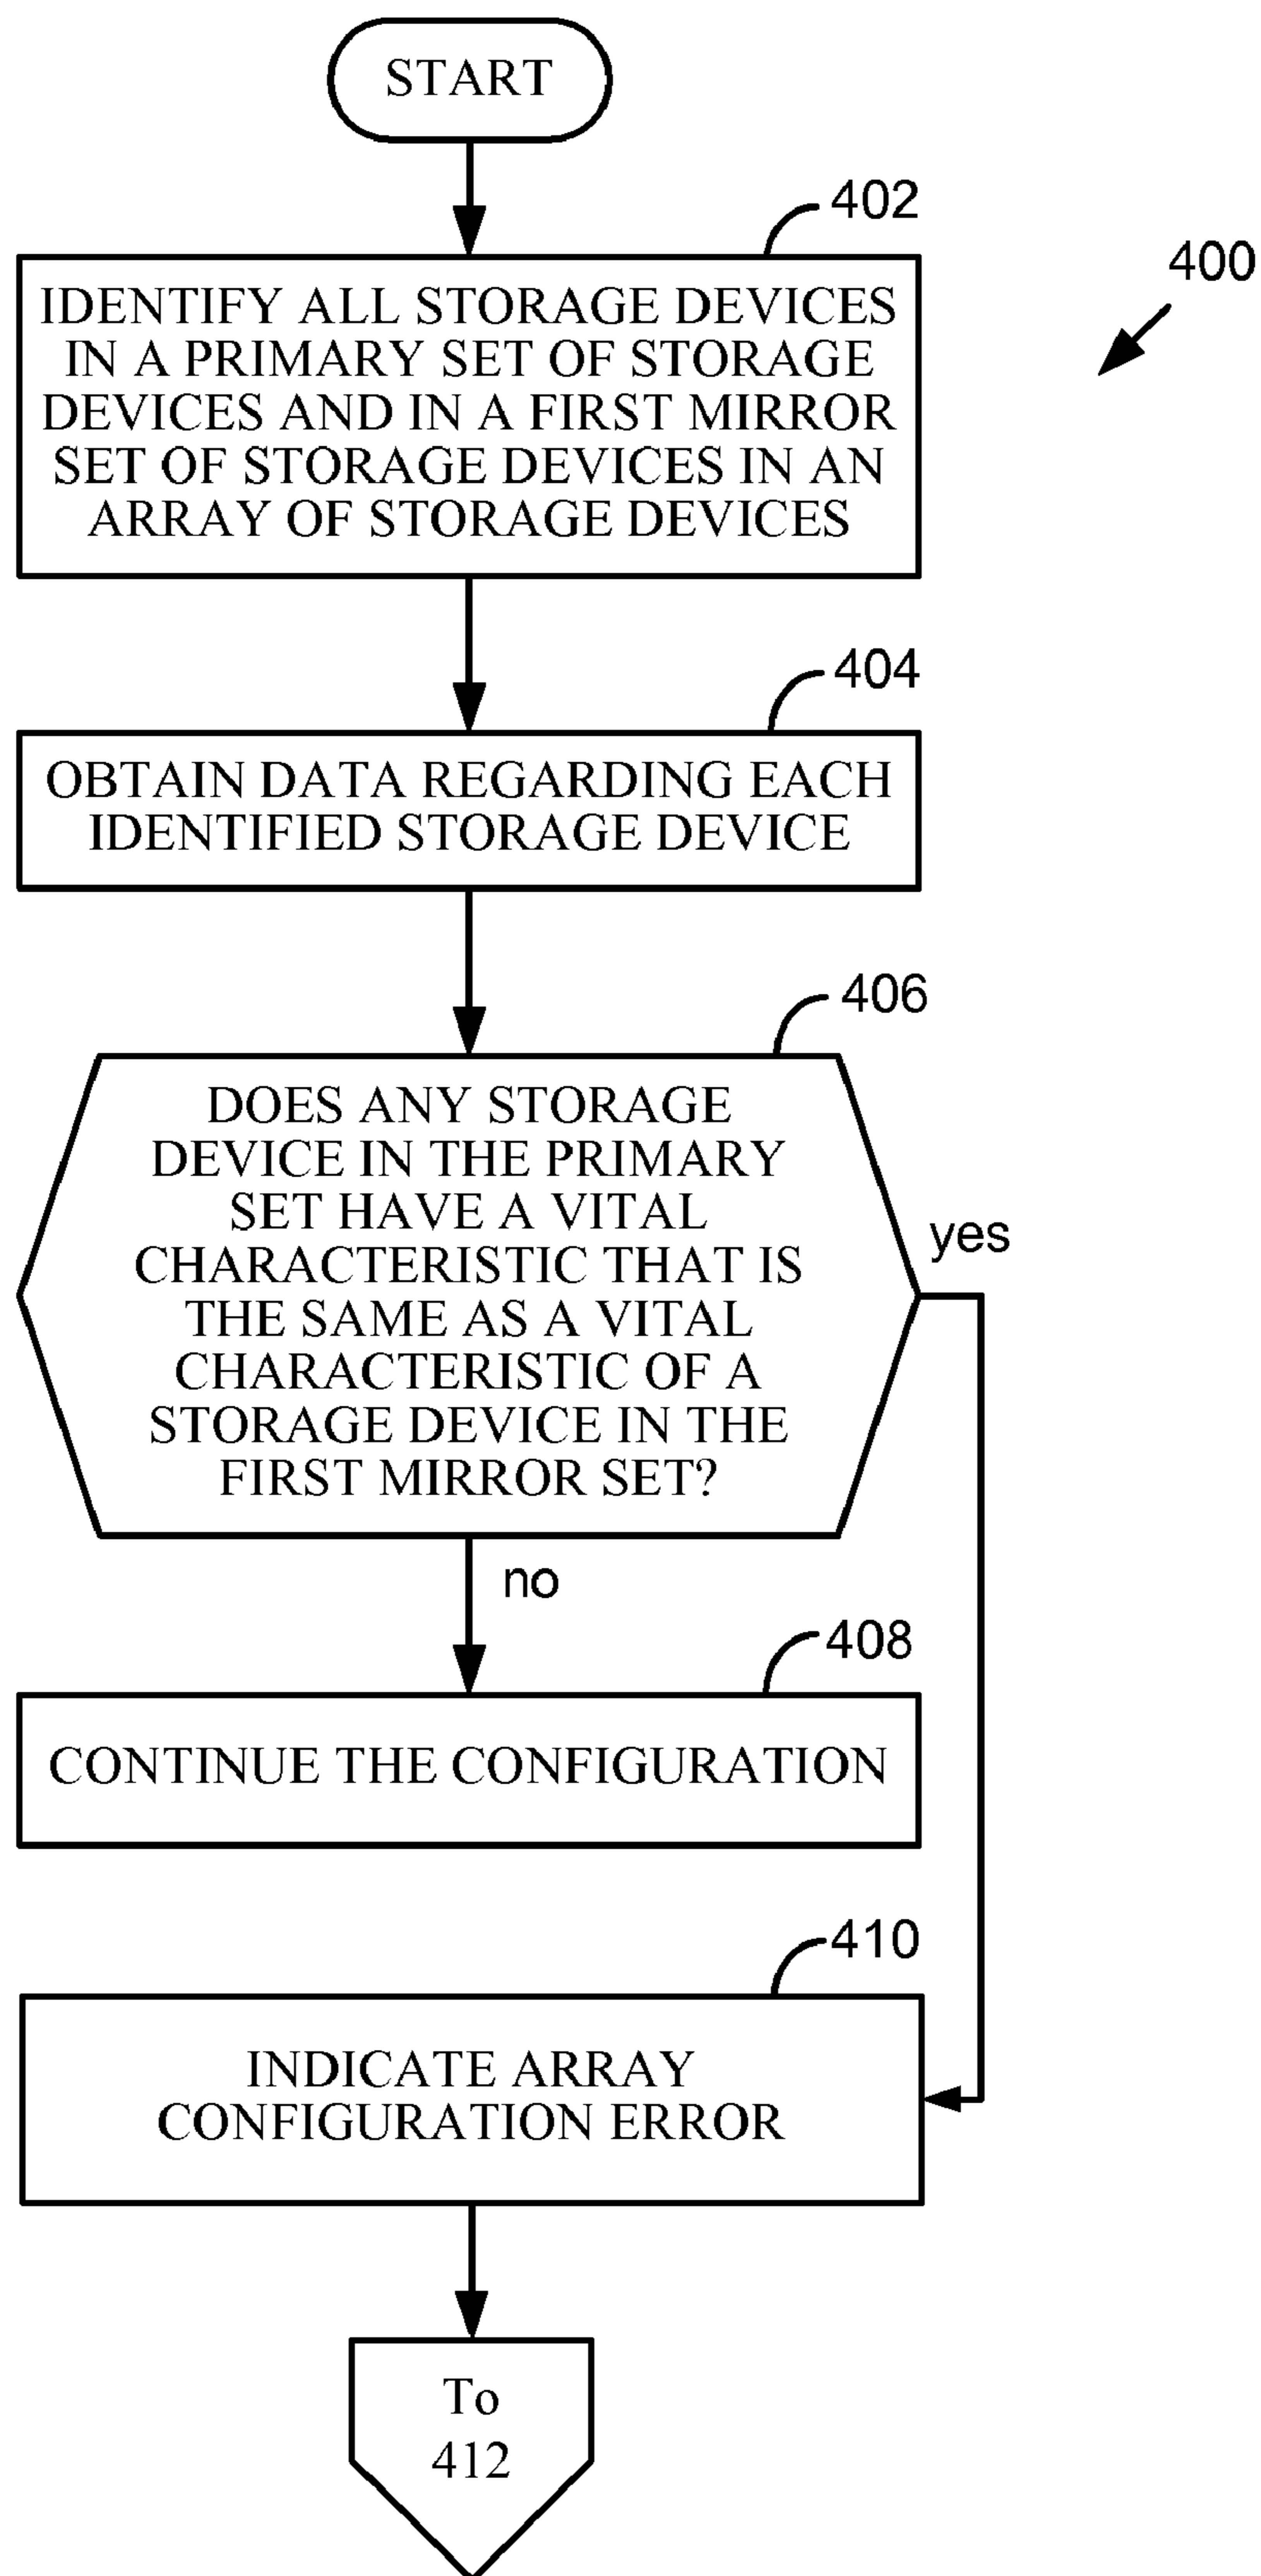 START
402
400
IDENTIFY ALL STORAGE DEVICES
IN A PRIMARY SET OF STORAGE
DEVICES AND IN A FIRST MIRROR
SET OF STORAGE DEVICES IN AN
ARRAY OF STORAGE DEVICES
404
OBTAIN DATA REGARDING EACH
IDENTIFIED STORAGE DEVICE
406
DOES ANY STORAGE
DEVICE IN THE PRIMARY
SET HAVE A VITAL
CHARACTERISTIC THAT IS
THE SAME AS A VITAL
CHARACTERISTIC OF A
STORAGE DEVICE IN THE
FIRST MIRROR SET?
yes
no
408
CONTINUE THE CONFIGURATION
410
INDICATE ARRAY
CONFIGURATION ERROR
To
412